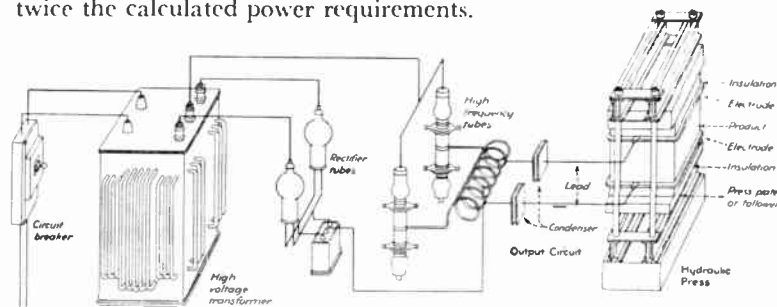 twice the calculated power requirements.
High
frequency
tubes
Insulation
Electrode
Product
Electrode
Insulation
Press plate
or follower
Rectifier
tubes
Lead
Circuit
breaker
Condenser
Output Circuit
High
voltage
transformer
Hydraulic
Press